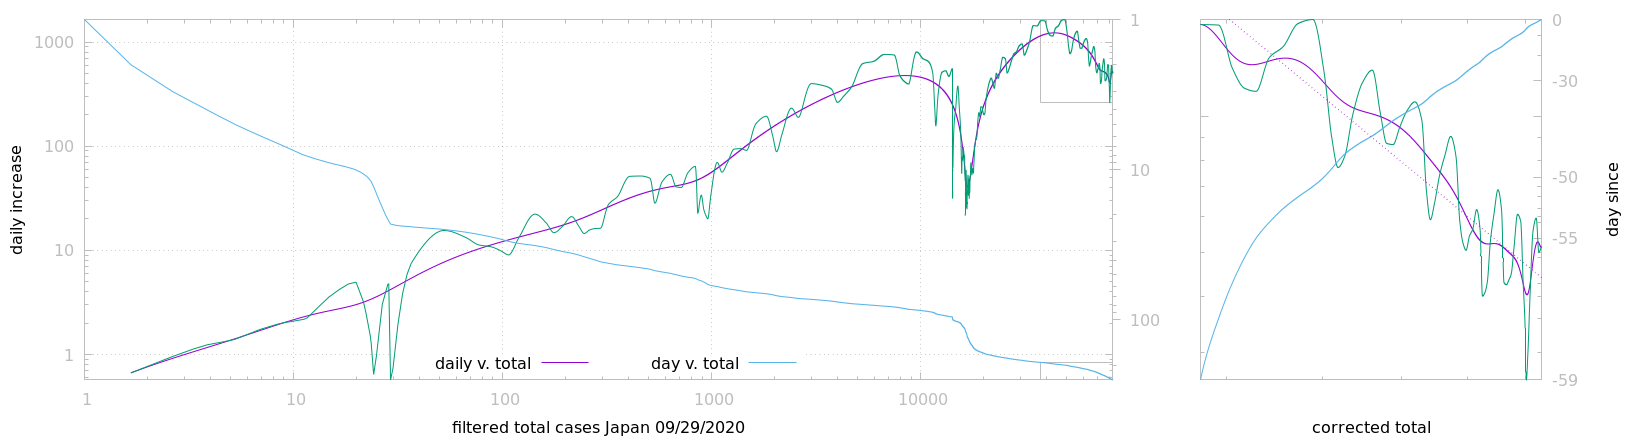 1000
100
10
1
daily increase
1
10
100
1000
10000
filtered total cases Japan 09/29/2020
daily v. total
day v. total
1
10
100
0
-30
-50
-55
-59
day since
corrected total